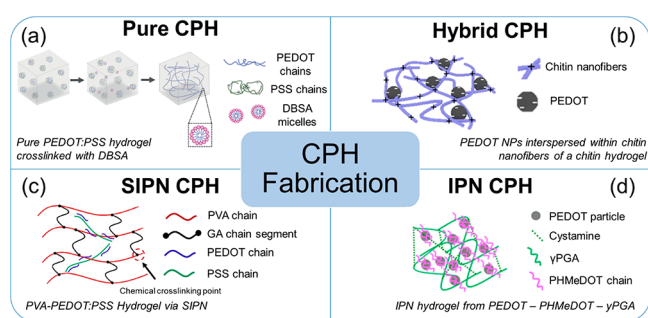 (a)
Pure CPH
PEDOT
chains
PSS chains
DBSA
micelles
Pure PEDOT:PSS hydrogel
crosslinked with DBSA
Hybrid CPH
(b)
Chitin nanofibers
PEDOT
PEDOT NPs interspersed within chitin
nanofibers of a chitin hydrogel
CPH
Fabrication
(c)
SIPN CPH
PVA chain
GA chain segment
PEDOT chain
PSS chain
Chemical crosslinking point
PVA-PEDOT:PSS Hydrogel via SIPN
IPN CPH
(d)
PEDOT particle
Cystamine
γPGA
PHMeDOT chain
IPN hydrogel from PEDOT – PHMeDOT – yPGA